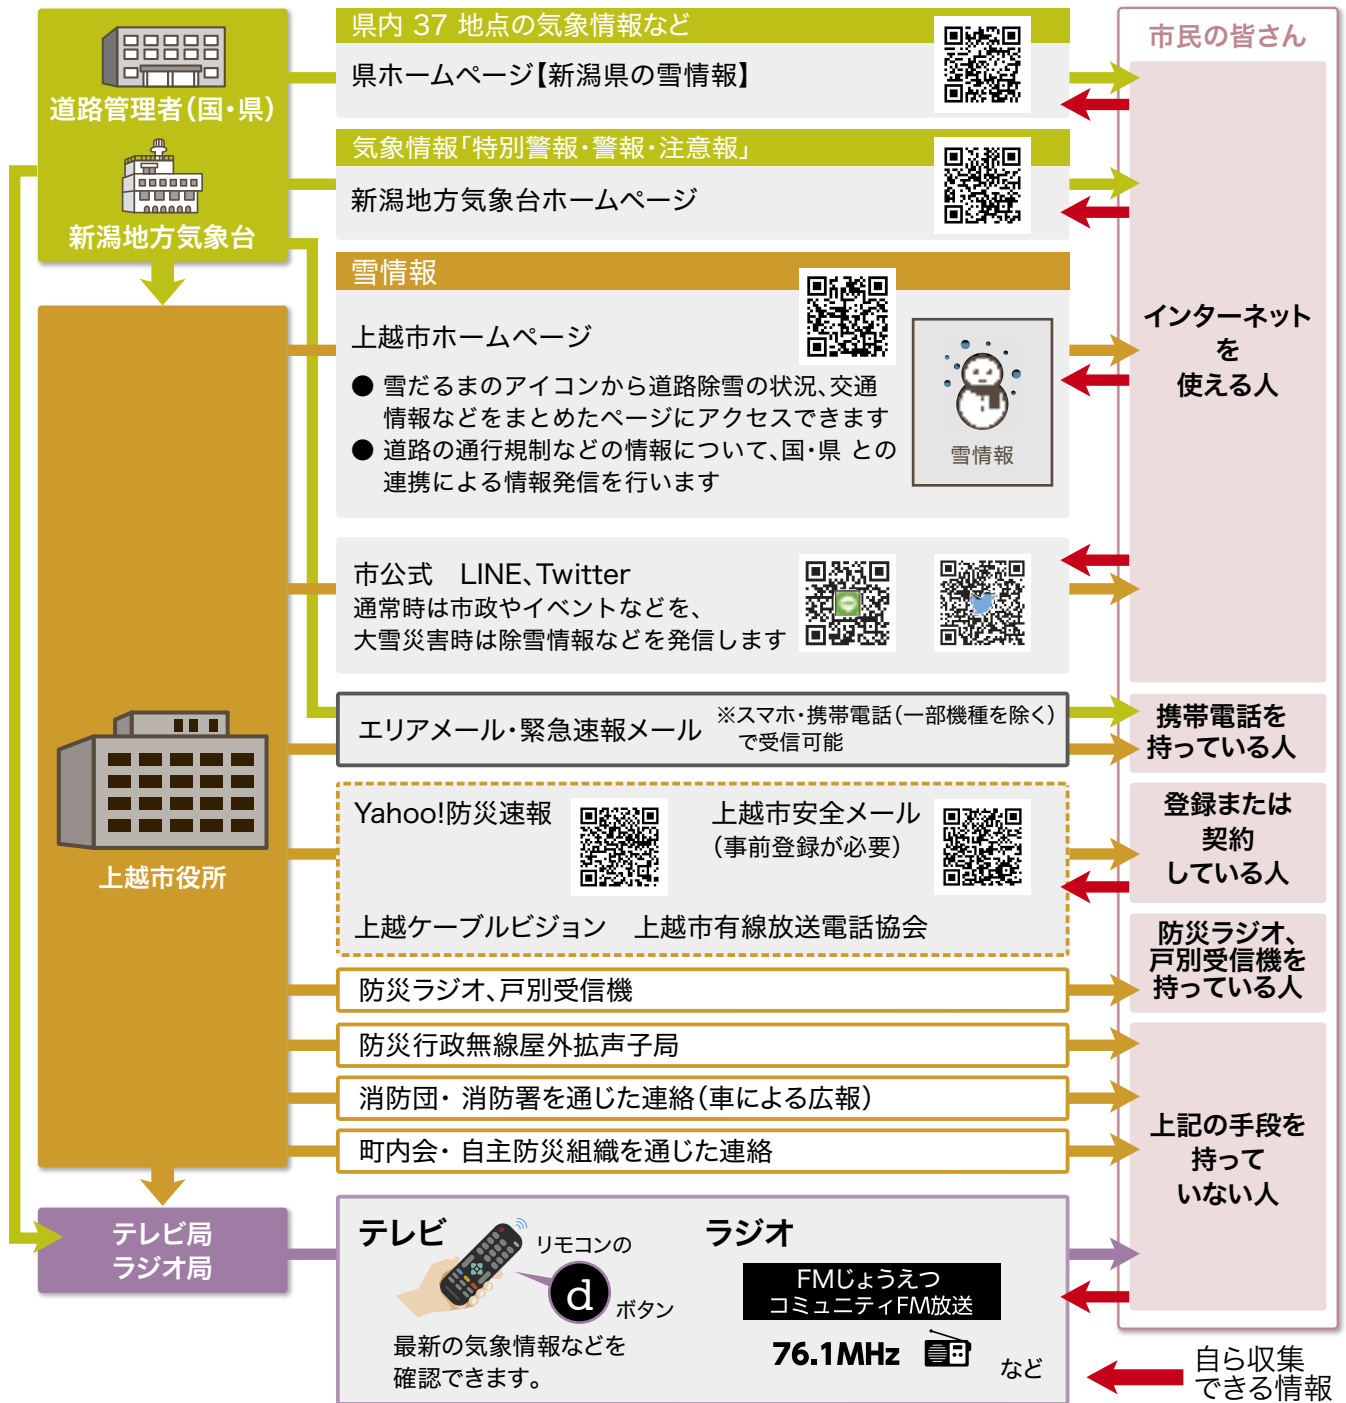 道路管理者(国・県)
新潟地方気象台
上越市役所
テレビ局
ラジオ局
県内 37 地点の気象情報など
県ホームページ【新潟県の雪情報】
気象情報「特別警報・警報・注意報」
新潟地方気象台ホームページ
雪情報
上越市ホームページ
● 雪だるまのアイコンから道路除雪の状況、交通
情報などをまとめたページにアクセスできます
● 道路の通行規制などの情報について、国・県 との
連携による情報発信を行います
雪情報
市公式　LINE、Twitter
通常時は市政やイベントなどを、
大雪災害時は除雪情報などを発信します
エリアメール・緊急速報メール
※スマホ・携帯電話(一部機種を除く)
で受信可能
Yahoo!防災速報
上越市安全メール
(事前登録が必要)
上越ケーブルビジョン　上越市有線放送電話協会
防災ラジオ、戸別受信機
防災行政無線屋外拡声子局
消防団・ 消防署を通じた連絡(車による広報)
町内会・ 自主防災組織を通じた連絡
テレビ
リモコンの
d
ボタン
最新の気象情報などを
確認できます。
ラジオ
FMじょうえつ
コミュニティFM放送
76.1MHz
など
市民の皆さん
インターネット
を
使える人
携帯電話を
持っている人
登録または
契約
している人
防災ラジオ、
戸別受信機を
持っている人
上記の手段を
持って
いない人
自ら収集
できる情報